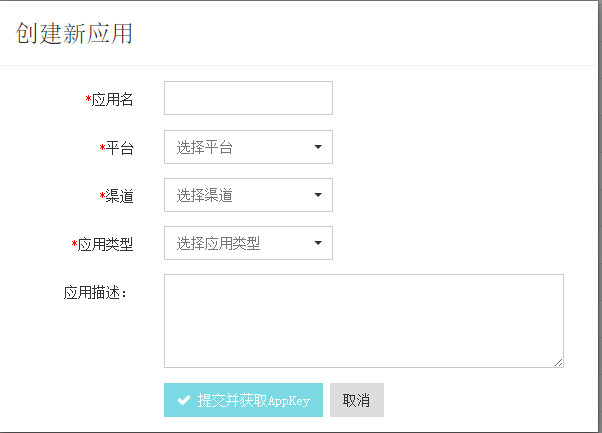 创建新应用
*应用名
*平台 选择平台
*渠道 选择渠道
*应用类型 选择应用类型
应用描述：
提交并获取AppKey 取消